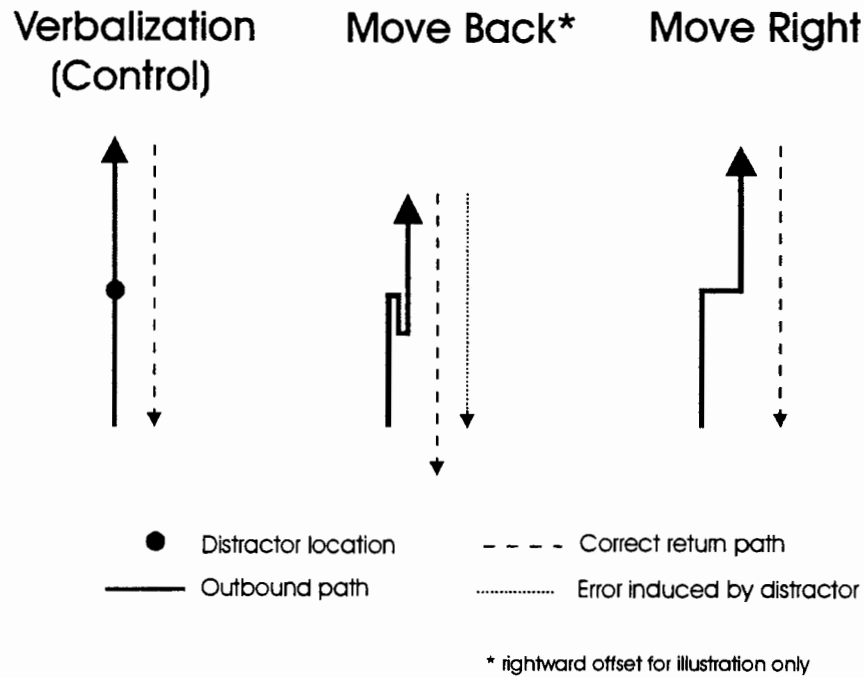 Verbalization
(Control)
Move Back*
Move Right
Distractor location
Correct return path
Outbound path
Error induced by distractor
* rightward offset for illustration only